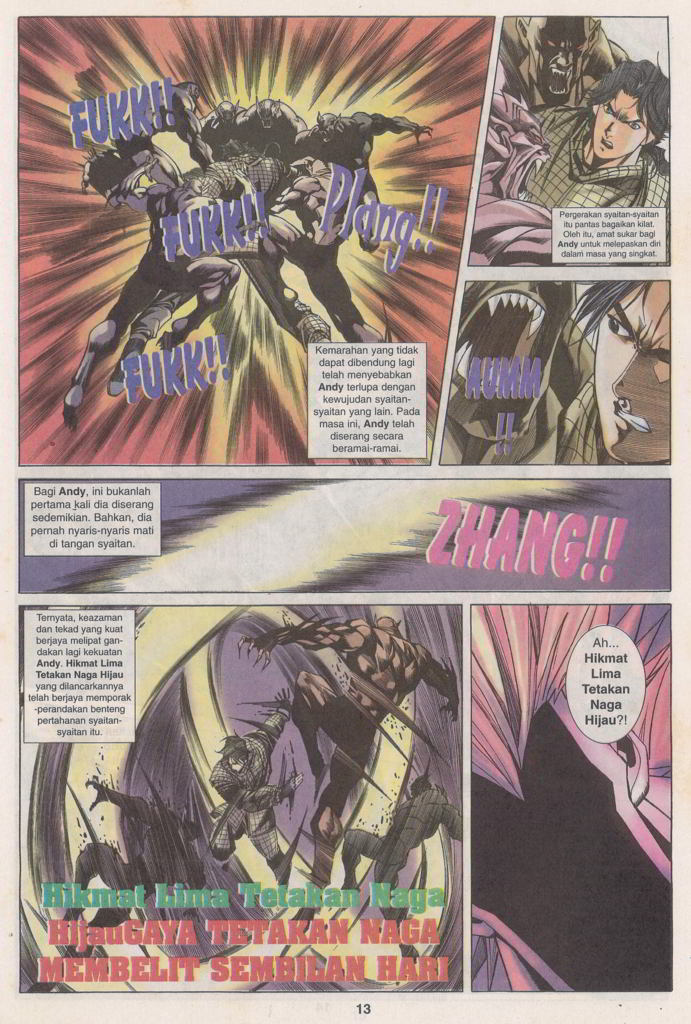 FUKK!!
FUKK!!
Plang!!
FUKK!!
Kemarahan yang tidak
dapat dibendung lagi
telah menyebabkan
Andy terlupa dengan
kewujudan syaitan-
syaitan yang lain. Pada
masa ini, Andy telah
diserang secara
beramai-ramai.
Pergerakan syaitan-syaitan
itu pantas bagaikan kilat.
Oleh itu, amat sukar bagi
Andy untuk melepaskan diri
dalam masa yang singkat.
AUMM
!!
Bagi Andy, ini bukanlah
pertama kali dia diserang
sedemikian. Bahkan, dia
pernah nyaris-nyaris mati
di tangan syaitan.
ZHANG!!
Ternyata, keazaman
dan tekad yang kuat
berjaya melipat gan-
dakan lagi kekuatan
Andy. Hikmat Lima
Tetakan Naga Hijau
yang dilancarkannya
telah berjaya memporak
-perandakan benteng
pertahanan syaitan-
syaitan itu.
Hikmat Lima Tetakan Naga
HijauGAYA TETAKAN NAGA
MEMBELIT SEMBILAN HARI
Ah...
Hikmat
Lima
Tetakan
Naga
Hijau?!
13